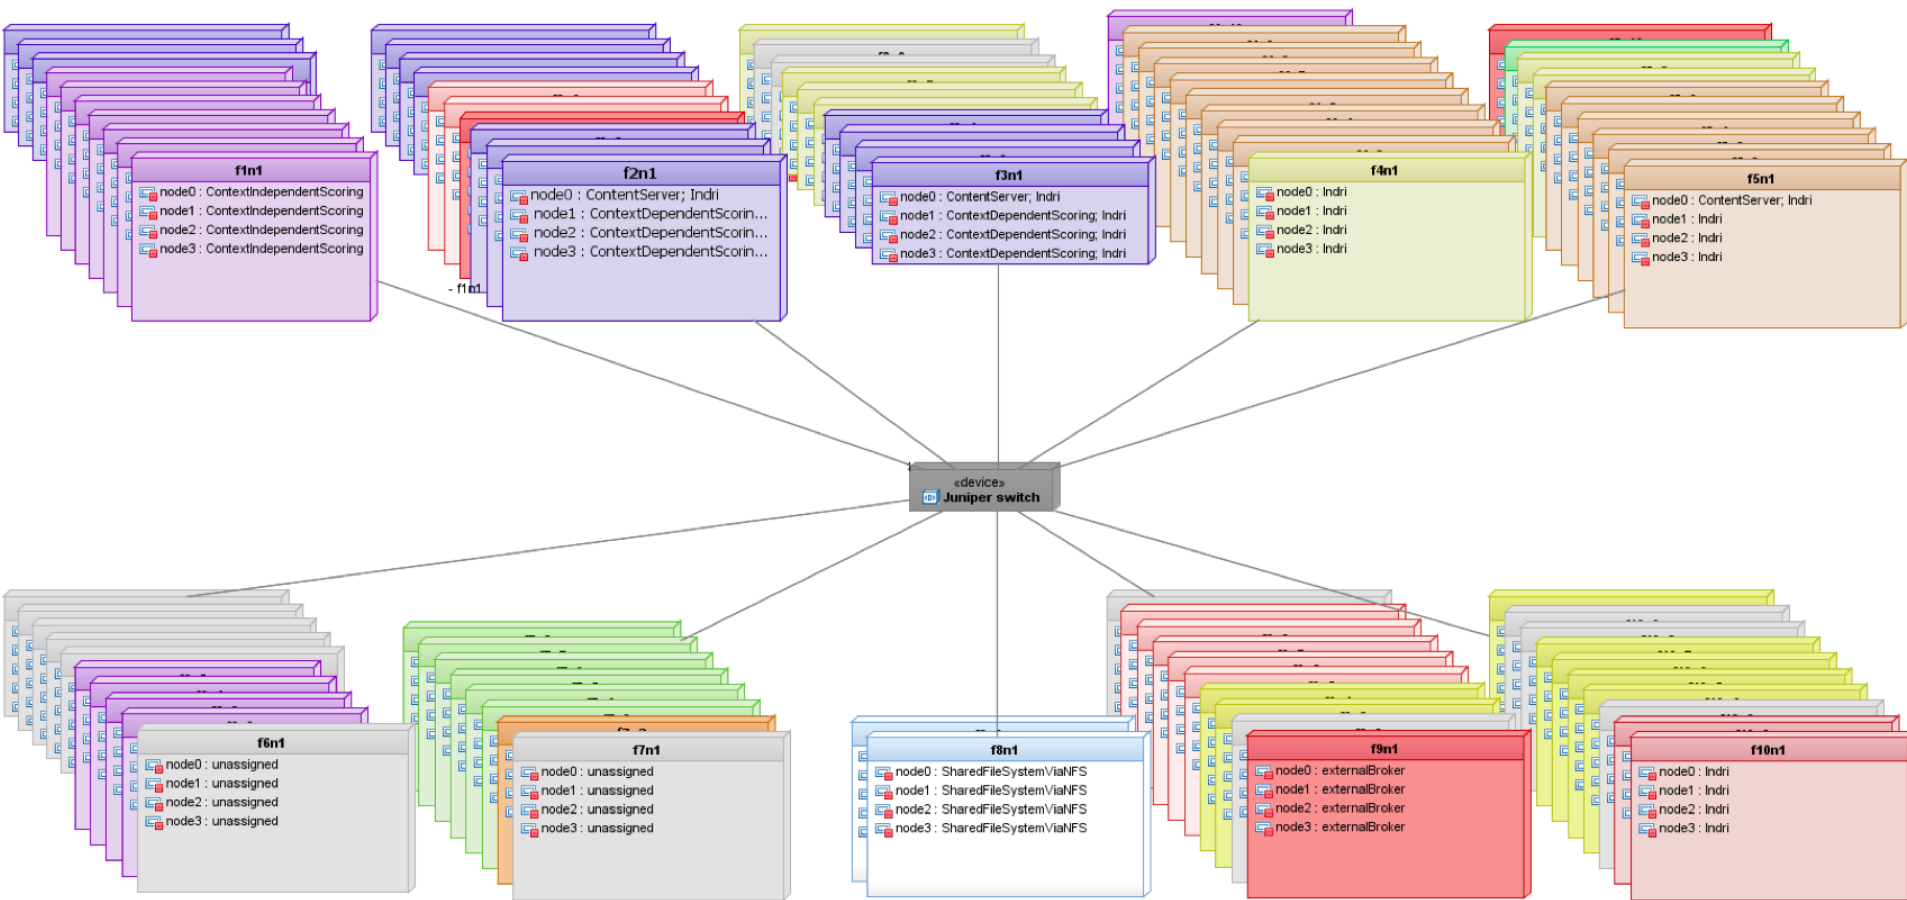 f1n1
node0 : ContextIndependentScoring
node1 : ContextIndependentScoring
node2 : ContextIndependentScoring
node3 : ContextIndependentScoring
f2n1
node0 : ContentServer; Indri
node1 : ContextDependentScorin...
node2 : ContextDependentScorin...
node3 : ContextDependentScorin...
- f1n1
f3n1
node0 : ContentServer; Indri
node1 : ContextDependentScoring; Indri
node2 : ContextDependentScoring; Indri
node3 : ContextDependentScoring; Indri
f4n1
node0 : Indri
node1 : Indri
node2 : Indri
node3 : Indri
f5n1
node0 : ContentServer; Indri
node1 : Indri
node2 : Indri
node3 : Indri
«device»
Juniper switch
f6n1
node0 : unassigned
node1 : unassigned
node2 : unassigned
node3 : unassigned
f7n1
node0 : unassigned
node1 : unassigned
node2 : unassigned
node3 : unassigned
f8n1
node0 : SharedFileSystemViaNFS
node1 : SharedFileSystemViaNFS
node2 : SharedFileSystemViaNFS
node3 : SharedFileSystemViaNFS
f9n1
node0 : externalBroker
node1 : externalBroker
node2 : externalBroker
node3 : externalBroker
f10n1
node0 : Indri
node1 : Indri
node2 : Indri
node3 : Indri